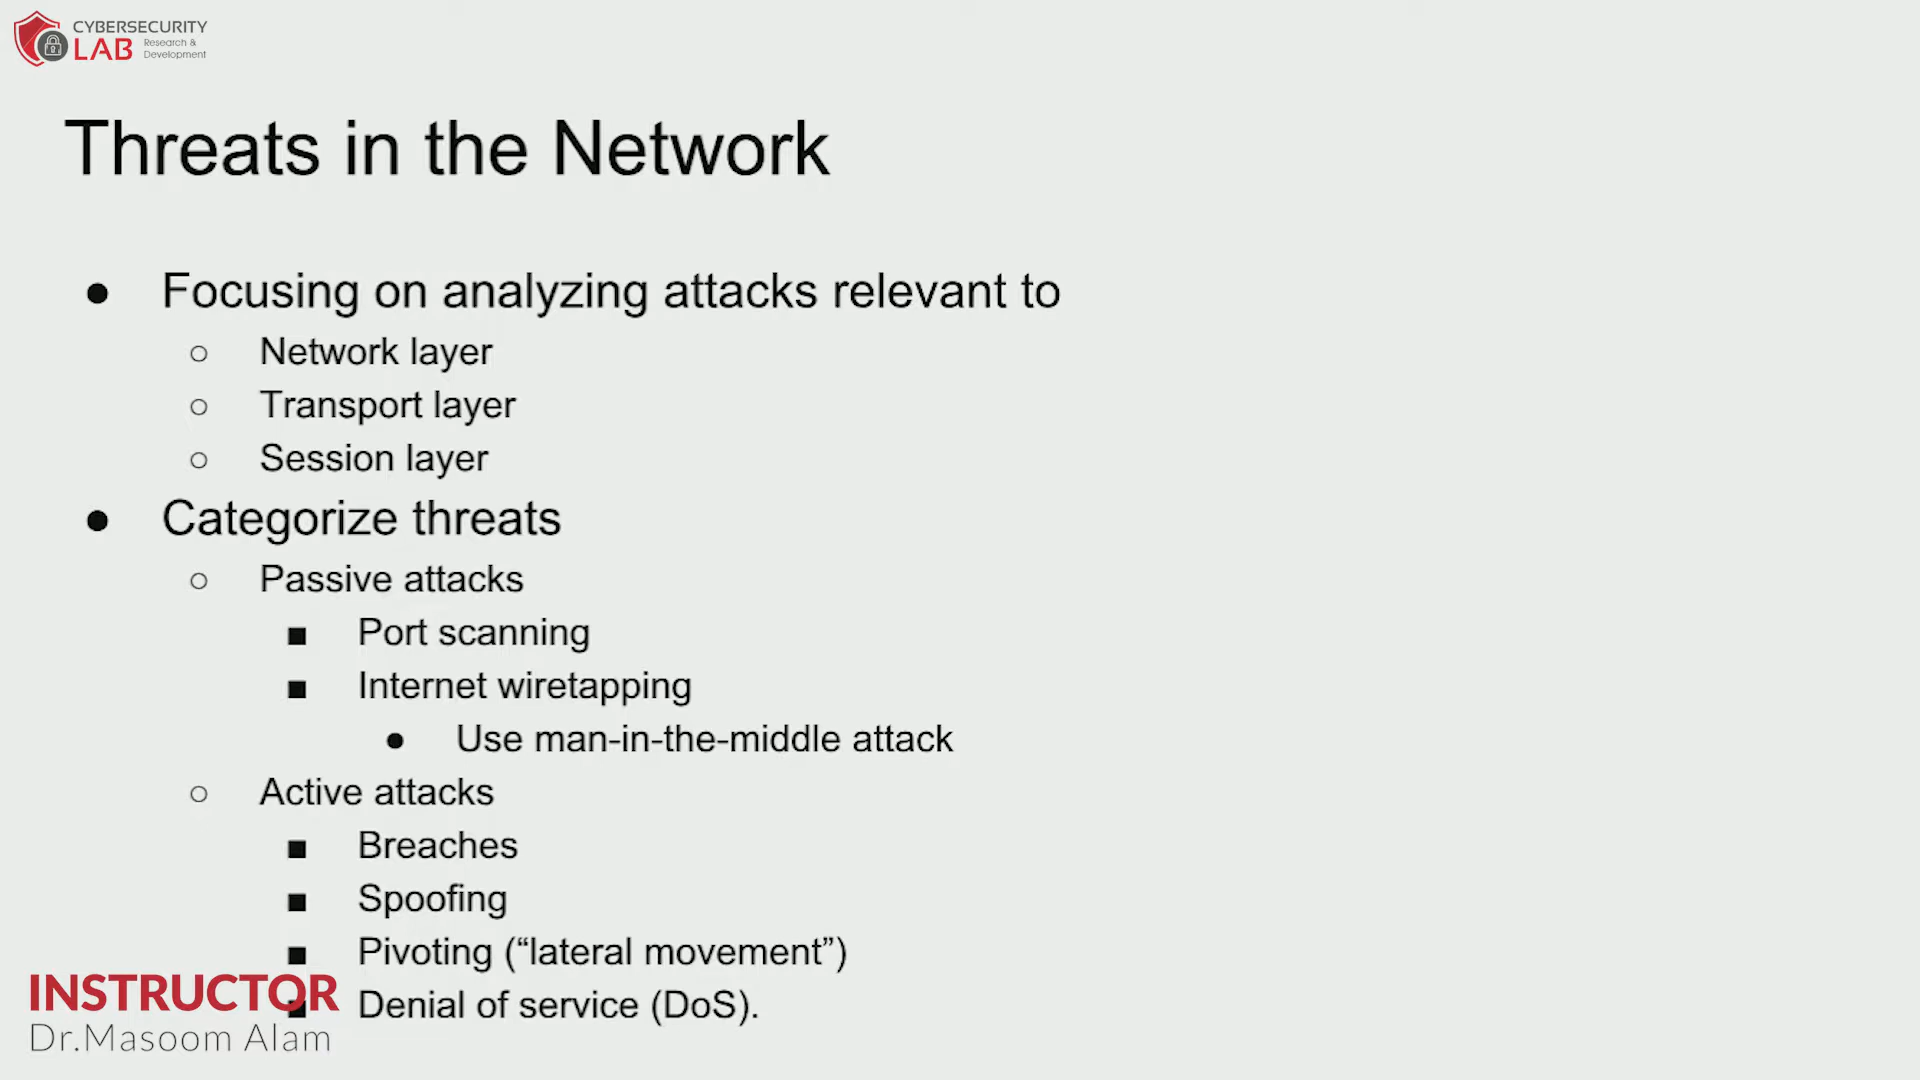 CYBERSECURITY
LAB Research &
Development
Threats in the Network
● Focusing on analyzing attacks relevant to
○ Network layer
○ Transport layer
○ Session layer
● Categorize threats
○ Passive attacks
■ Port scanning
■ Internet wiretapping
● Use man-in-the-middle attack
○ Active attacks
■ Breaches
■ Spoofing
■ Pivoting (“lateral movement”)
■ Denial of service (DoS).
INSTRUCTOR
Dr.Masoom Alam